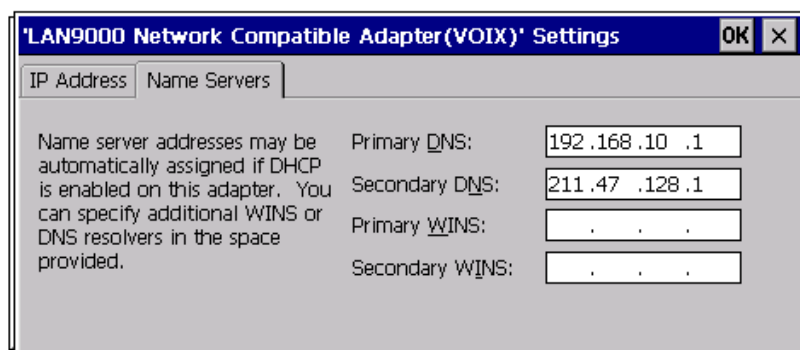 'LAN9000 Network Compatible Adapter(VOIX)' Settings OK ×
IP Address Name Servers
Name server addresses may be
automatically assigned if DHCP
is enabled on this adapter. You
can specify additional WINS or
DNS resolvers in the space
provided.
Primary DNS: 192.168.10 .1
Secondary DNS: 211.47 .128.1
Primary WINS: . . .
Secondary WINS: . . .